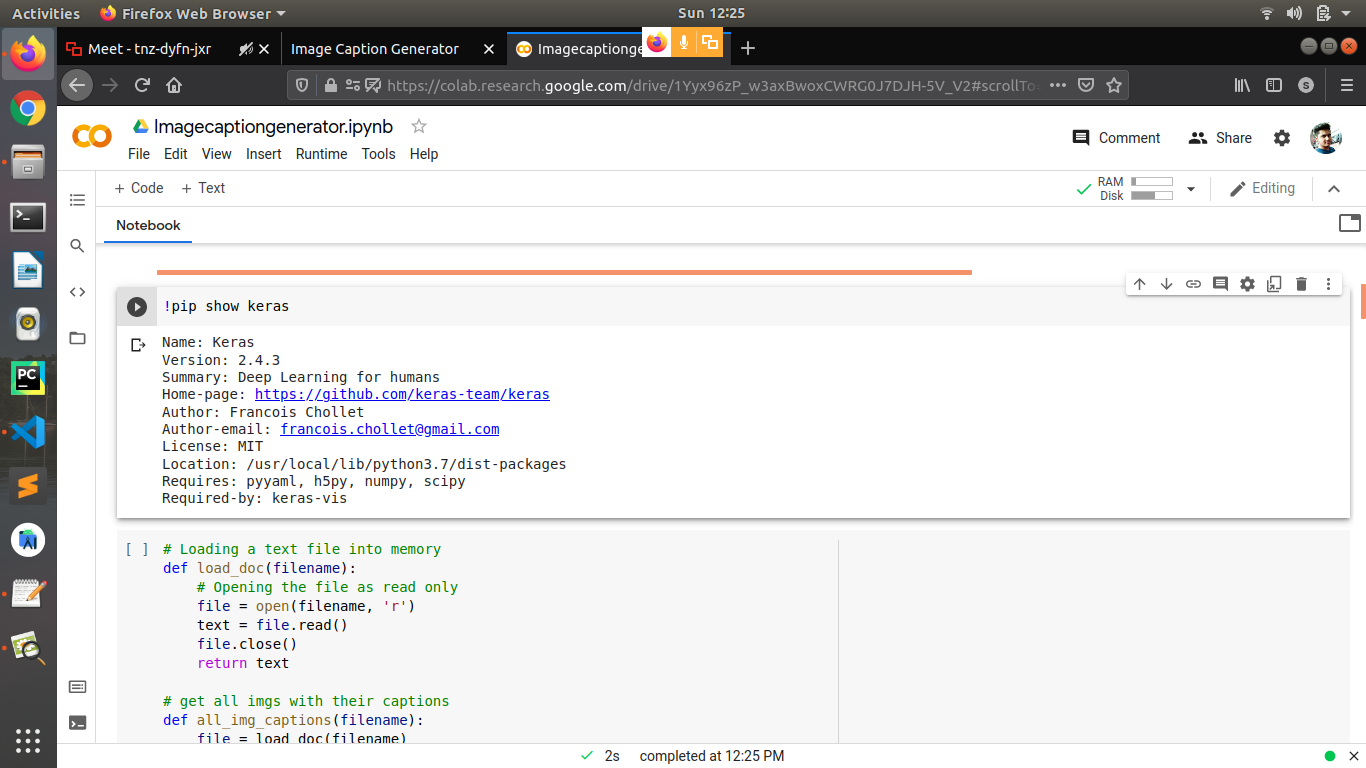 Activities
Firefox Web Browser
Sun 12:25
Meet - tnz-dyfn-jxr
Image Caption Generator
Imagecaptionge
https://colab.research.google.com/drive/1Yyx96zP_w3axBwoxCWRG0J7DJH-5V_V2#scrollTo
S
Imagecaptiongenerator.ipynb
File Edit View Insert Runtime Tools Help
Comment
Share
+ Code + Text
RAM
Disk
Editing
Notebook
!pip show keras
Name: Keras
Version: 2.4.3
Summary: Deep Learning for humans
Home-page: https://github.com/keras-team/keras
Author: Francois Chollet
Author-email: francois.chollet@gmail.com
License: MIT
Location: /usr/local/lib/python3.7/dist-packages
Requires: pyyaml, h5py, numpy, scipy
Required-by: keras-vis
[ ] # Loading a text file into memory
def load_doc(filename):
# Opening the file as read only
file = open(filename, 'r')
text = file.read()
file.close()
return text
# get all imgs with their captions
def all_img_captions(filename):
file = load_doc(filename)
2s completed at 12:25 PM
PC